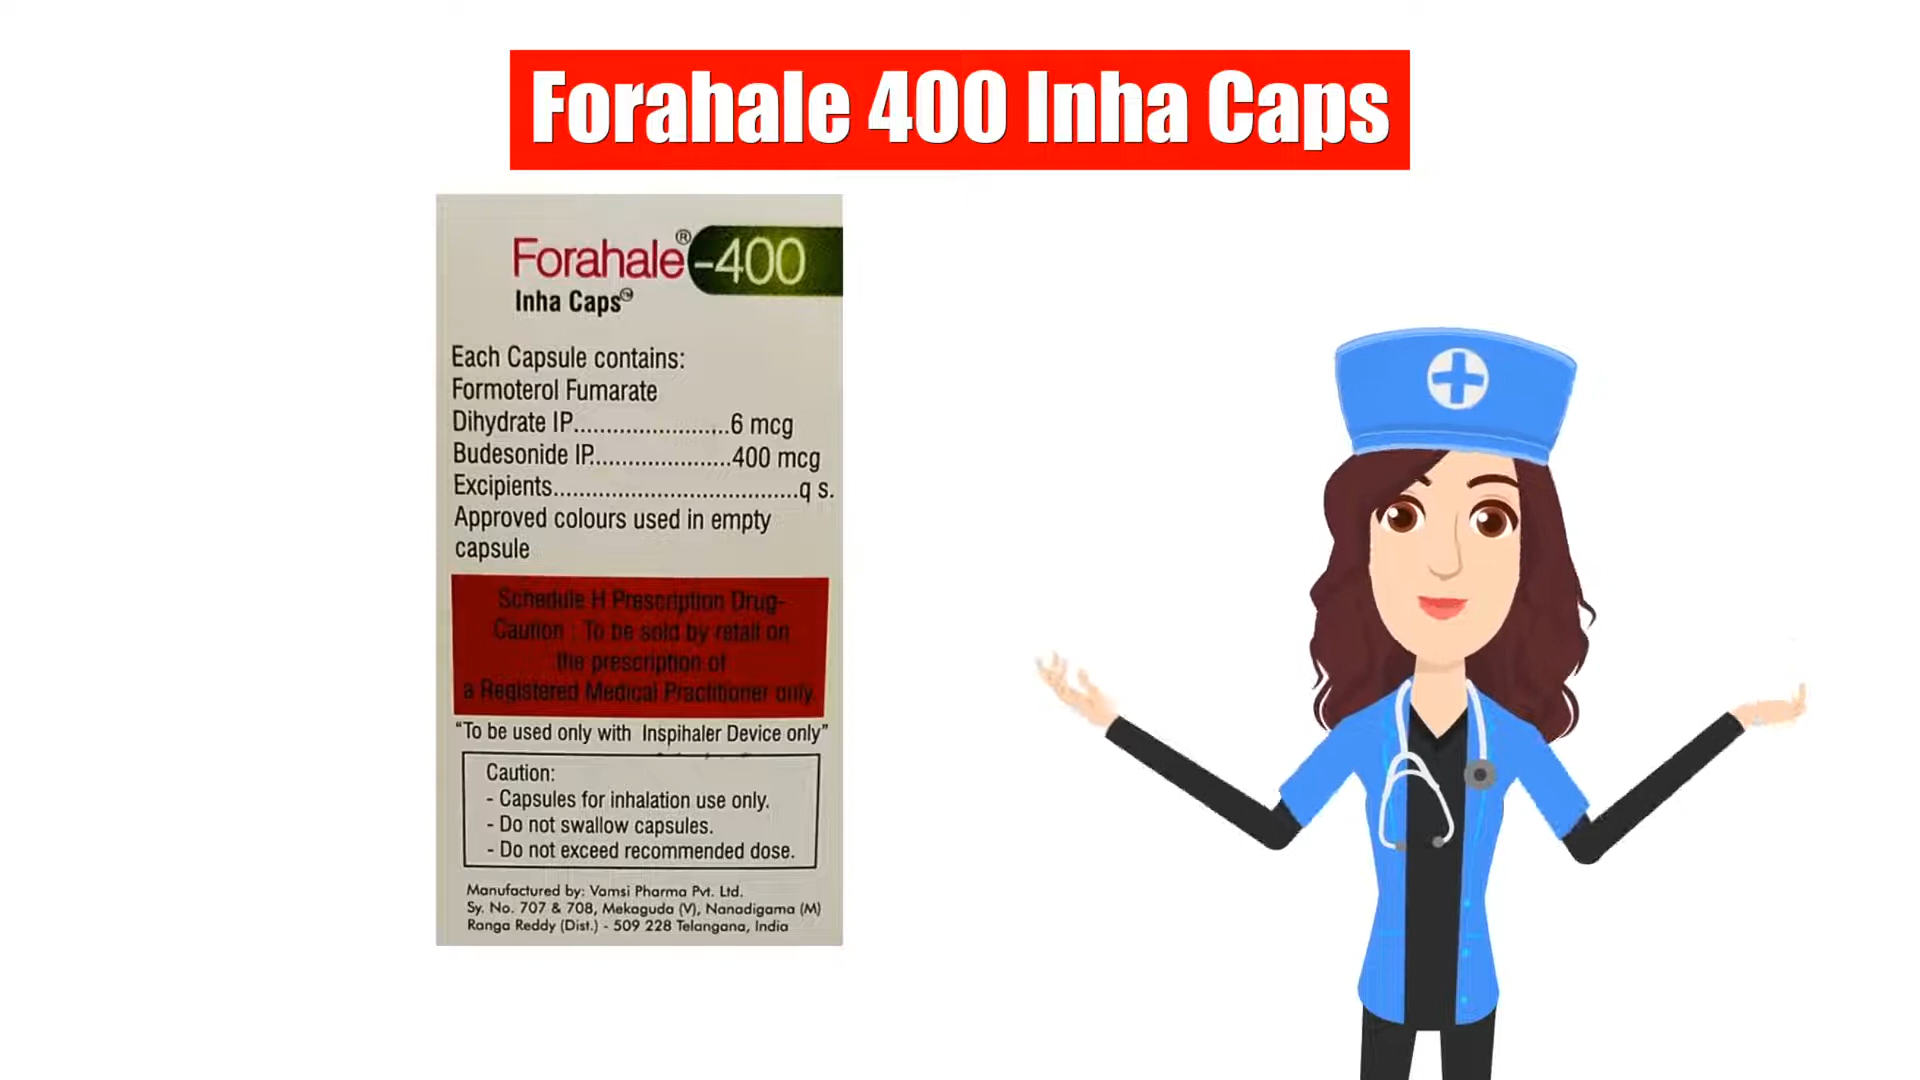 Forahale 400 Inha Caps
Forahale®-400
Inha Caps™
Each Capsule contains:
Formoterol Fumarate
Dihydrate IP.......................6 mcg
Budesonide IP.....................400 mcg
Excipients.....................................q s.
Approved colours used in empty
capsule
Schedule H Prescription Drug-
Caution : To be sold by retail on
the prescription of
a Registered Medical Practitioner only.
“To be used only with Inspihaler Device only”
Caution:
- Capsules for inhalation use only.
- Do not swallow capsules.
- Do not exceed recommended dose.
Manufactured by: Vamsi Pharma Pvt. Ltd.
Sy. No. 707 & 708, Mekaguda (V), Nanadigama (M)
Ranga Reddy (Dist.) - 509 228 Telangana, India